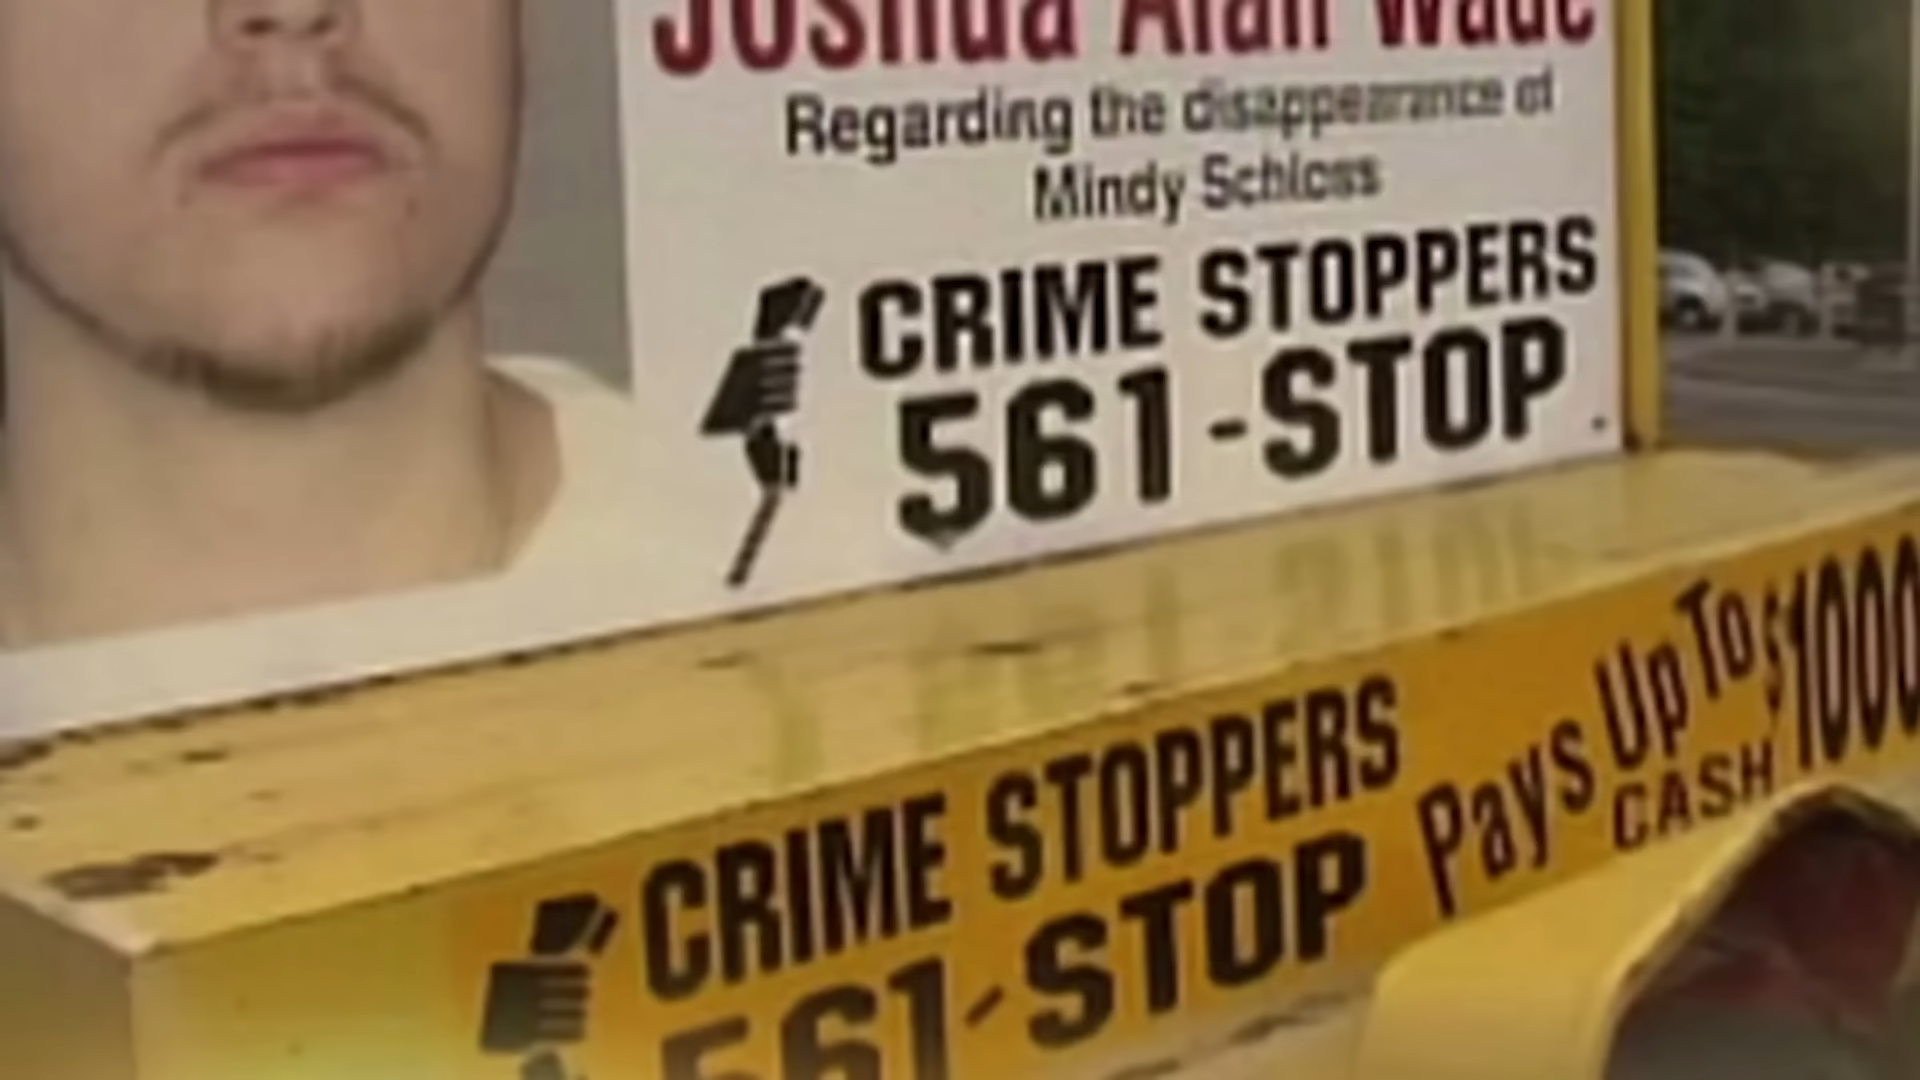 Joshua Alan Wade
Regarding the disappearance of
Mindy Schloss
CRIME STOPPERS
561-STOP
CRIME STOPPERS
561-STOP
Pays Up To $1000
CASH